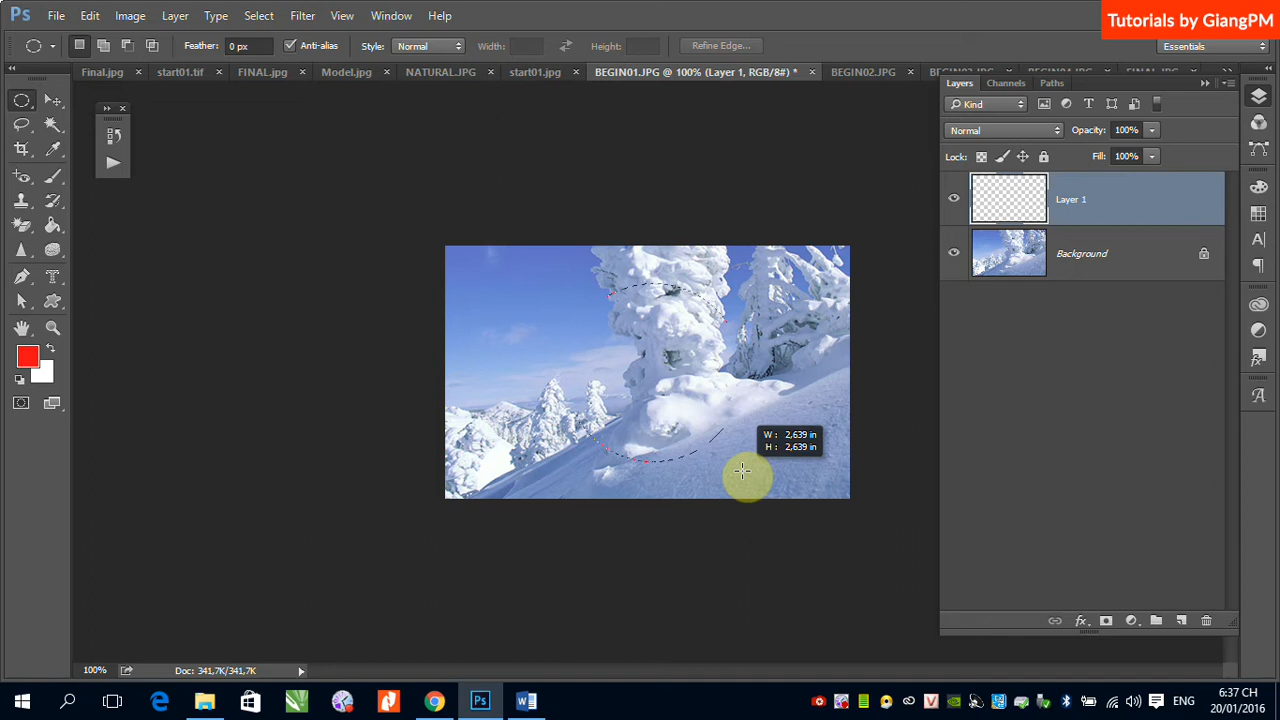 Ps File Edit Image Layer Type Select Filter View Window Help
Tutorials by GiangPM
Feather: 0 px Anti-alias Style: Normal Width: Height: Refine Edge... Essentials
Final.jpg × start01.tif × FINAL.jpg × Model.jpg × NATURAL.JPG × start01.jpg × BEGIN01.JPG @ 100% (Layer 1, RGB/8#) * × BEGIN02.JPG ×
Layers Channels Paths
Kind
Normal Opacity: 100%
Lock: Fill: 100%
Layer 1
Background
W : 2,639 in
H : 2,639 in
100% Doc: 341,7K/341,7K
ENG
6:37 CH
20/01/2016